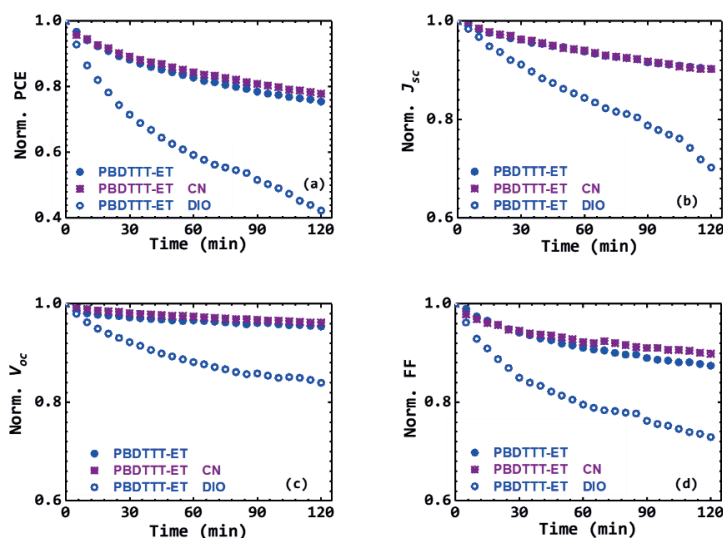 1.0
0.8
0.6
0.4
Norm. PCE
PBDTTT-ET
PBDTTT-ET CN
PBDTTT-ET DIO
(a)
0 30 60 90 120
Time (min)
1.0
0.9
0.8
0.6
Norm. Jsc
PBDTTT-ET
PBDTTT-ET CN
PBDTTT-ET DIO
(b)
0 30 60 90 120
Time (min)
1.0
0.8
0.6
Norm. Voc
PBDTTT-ET
PBDTTT-ET CN
PBDTTT-ET DIO
(c)
0 30 60 90 120
Time (min)
1.0
0.8
0.6
Norm. FF
PBDTTT-ET
PBDTTT-ET CN
PBDTTT-ET DIO
(d)
0 30 60 90 120
Time (min)